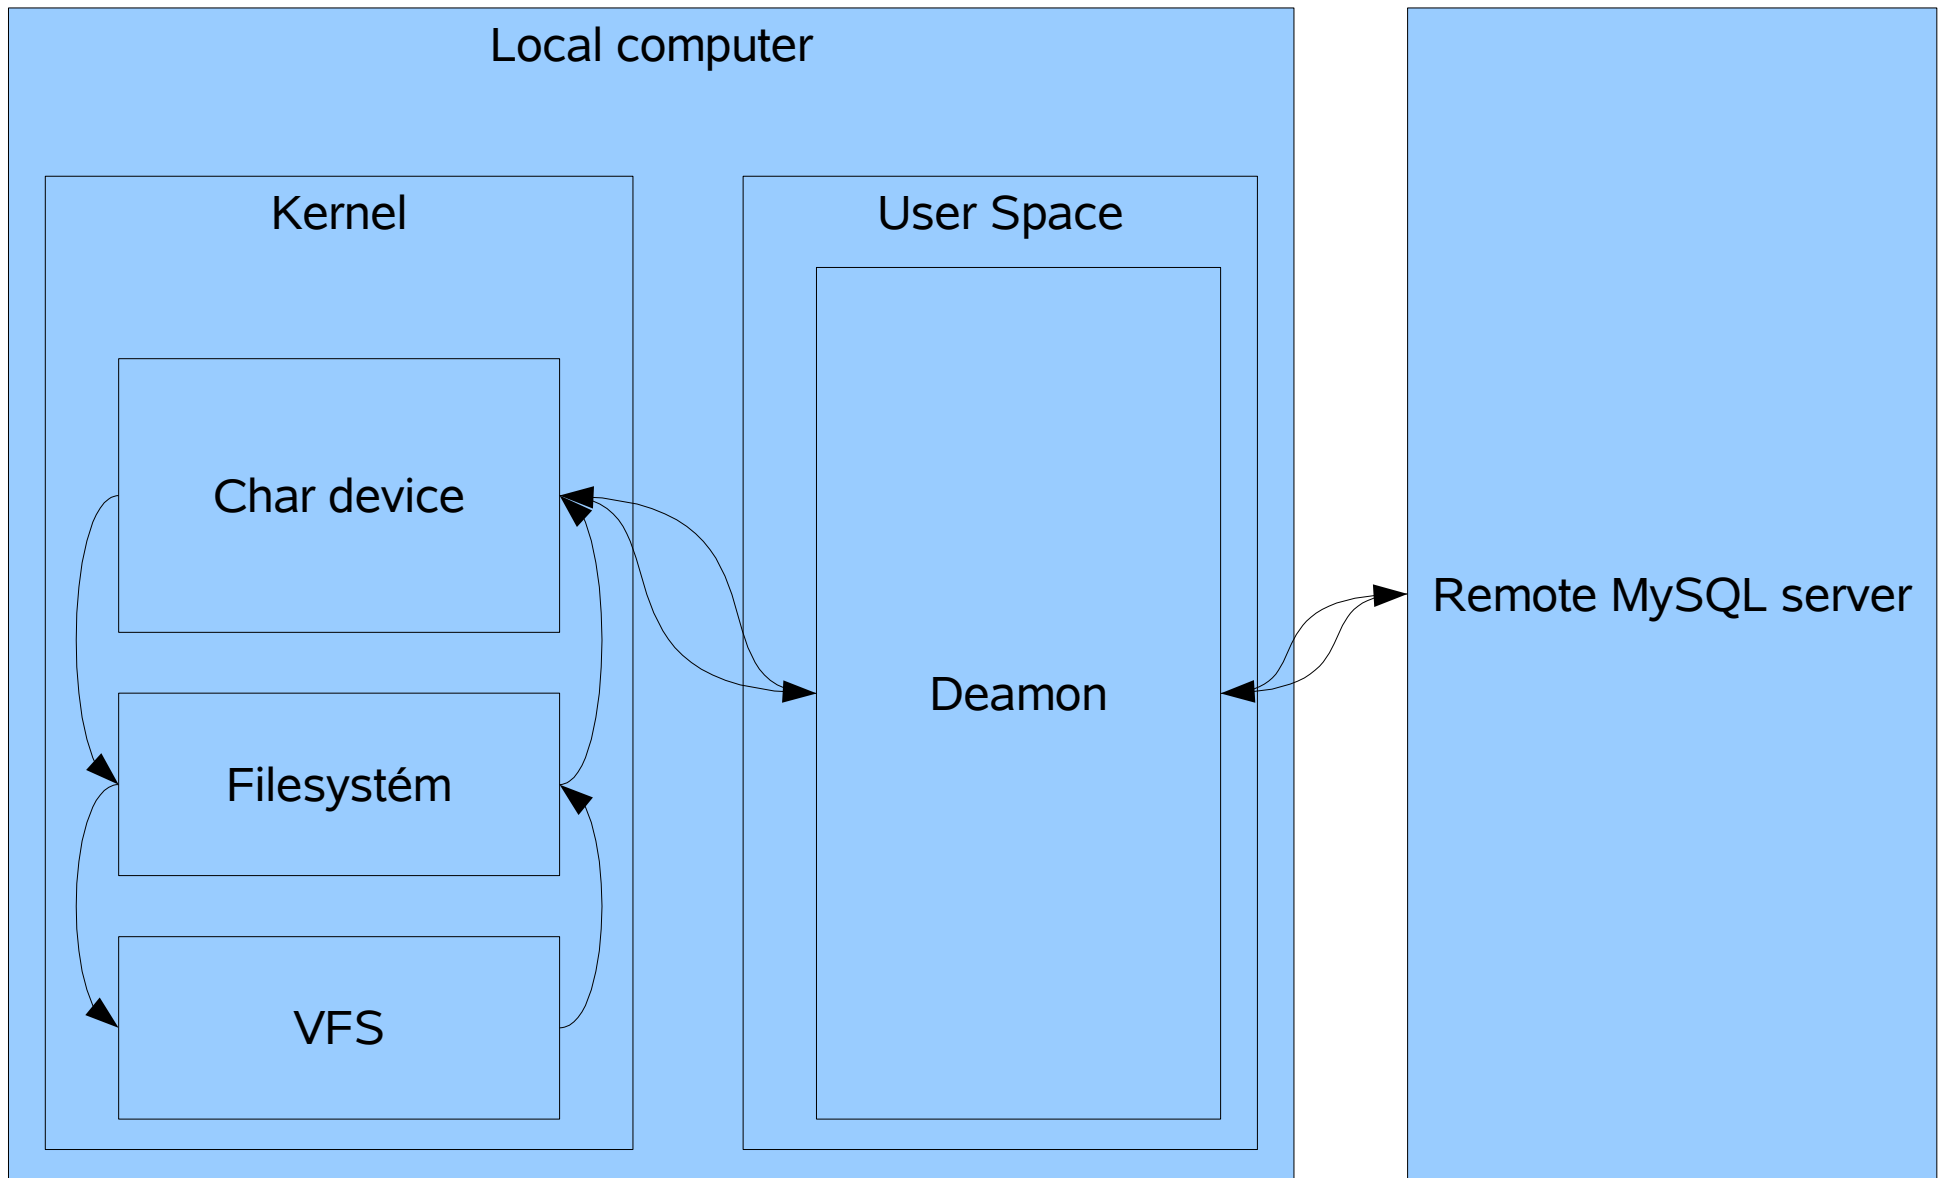 Local computer
Kernel
User Space
Char device
Remote MySQL server
Deamon
Filesystém
VFS